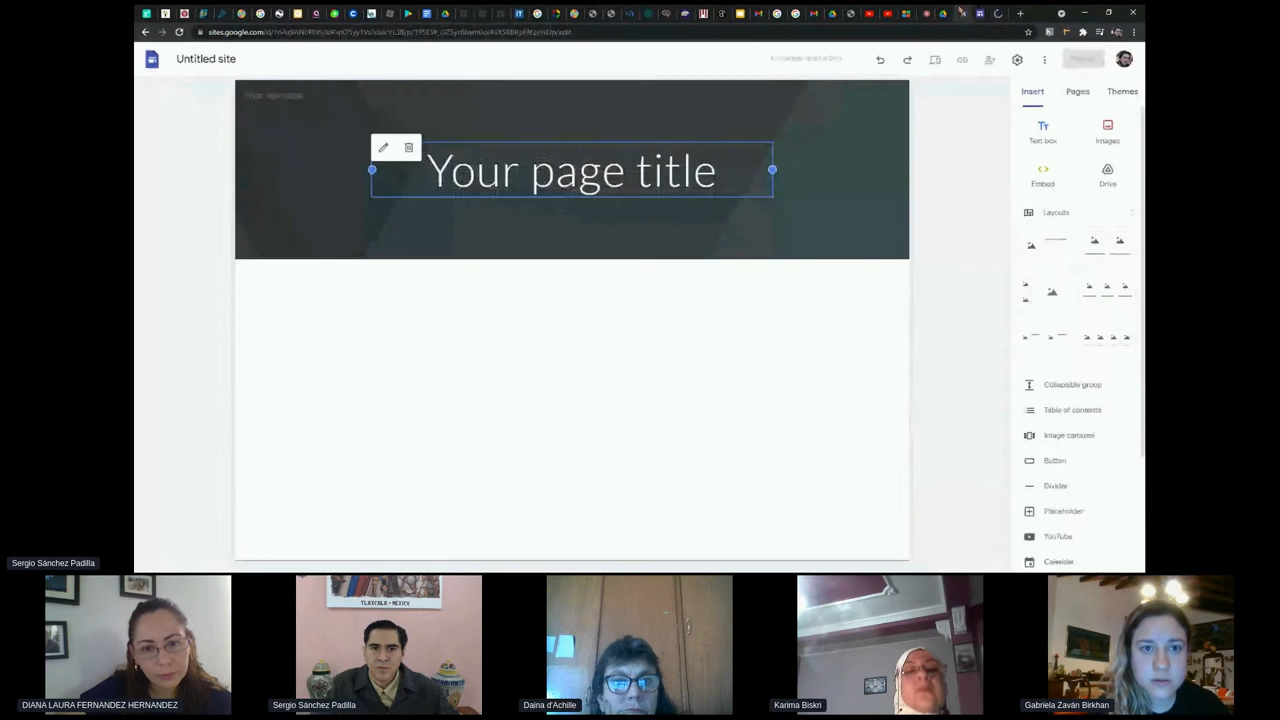 Untitled site
Your page title
Insert
Pages
Themes
Text box
Images
Embed
Drive
Layouts
Collapsible group
Table of contents
Image carousel
Button
Divider
Placeholder
YouTube
Calendar
Sergio Sánchez Padilla
TLAXCALA - MÉXICO
DIANA LAURA FERNANDEZ HERNANDEZ
Sergio Sánchez Padilla
Daina d'Achille
Karima Biskri
Gabriela Zaván Birkhan